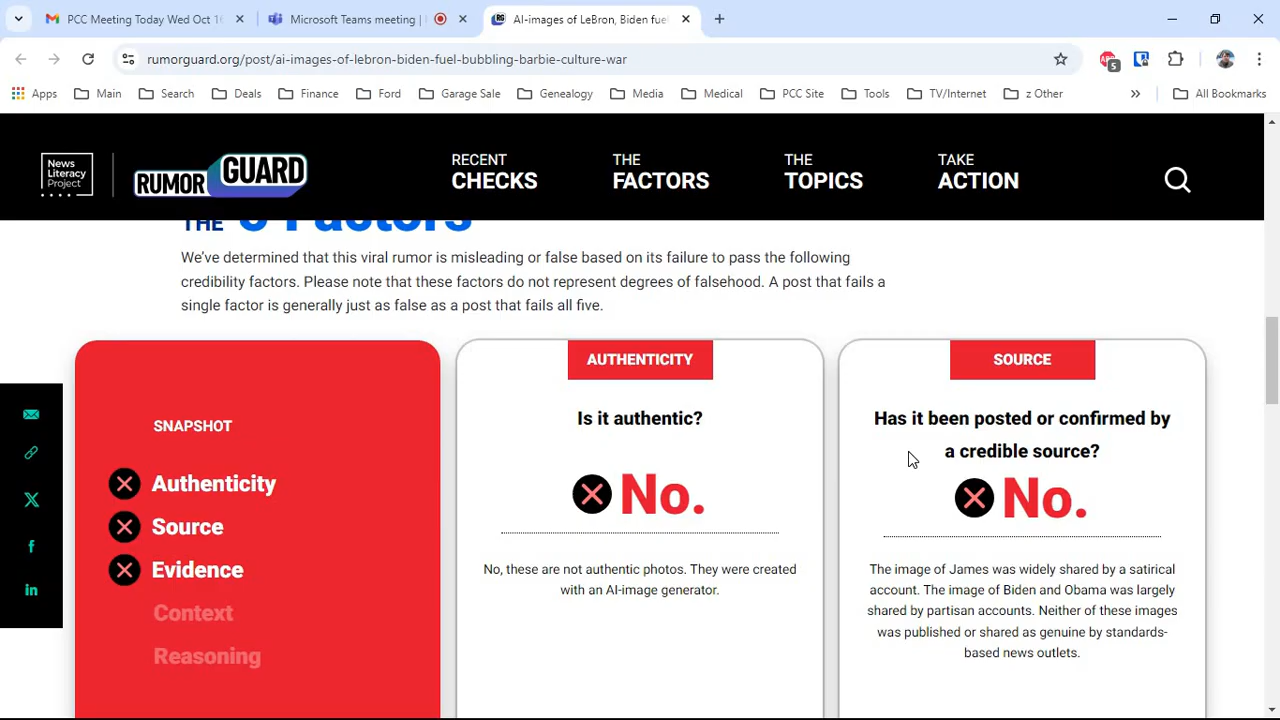 PCC Meeting Today Wed Oct 1
Microsoft Teams meeting |
AI-images of LeBron, Biden fue
rumorguard.org/post/ai-images-of-lebron-biden-fuel-bubbling-barbie-culture-war
5
Apps
Main
Search
Deals
Finance
Ford
Garage Sale
Genealogy
Media
Medical
PCC Site
Tools
TV/Internet
z Other
All Bookmarks
News
Literacy
Project
RUMOR GUARD
RECENT
CHECKS
THE
FACTORS
THE
TOPICS
TAKE
ACTION
THE 5 Factors
We've determined that this viral rumor is misleading or false based on its failure to pass the following
credibility factors. Please note that these factors do not represent degrees of falsehood. A post that fails a
single factor is generally just as false as a post that fails all five.
SNAPSHOT
Authenticity
Source
Evidence
Context
Reasoning
AUTHENTICITY
Is it authentic?
No.
No, these are not authentic photos. They were created
with an AI-image generator.
SOURCE
Has it been posted or confirmed by
a credible source?
No.
The image of James was widely shared by a satirical
account. The image of Biden and Obama was largely
shared by partisan accounts. Neither of these images
was published or shared as genuine by standards-
based news outlets.